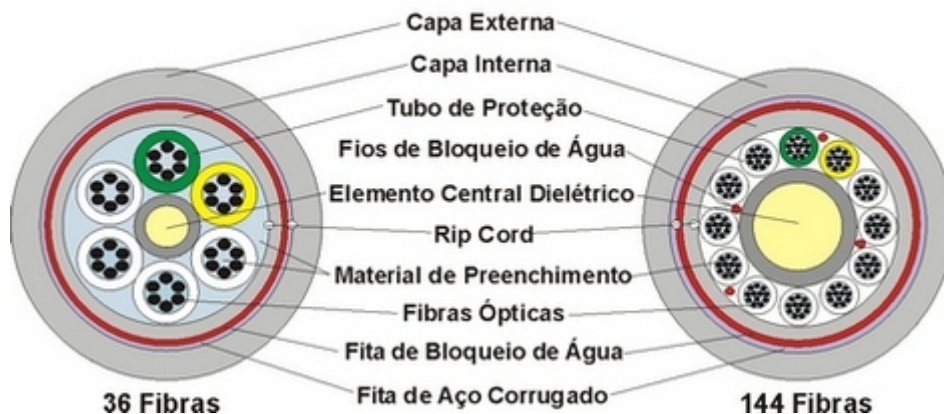 Capa Externa
Capa Interna
Tubo de Proteção
Fios de Bloqueio de Água
Elemento Central Dielétrico
Rip Cord
Material de Preenchimento
Fibras Ópticas
Fita de Bloqueio de Água
Fita de Aço Corrugado
36 Fibras
144 Fibras